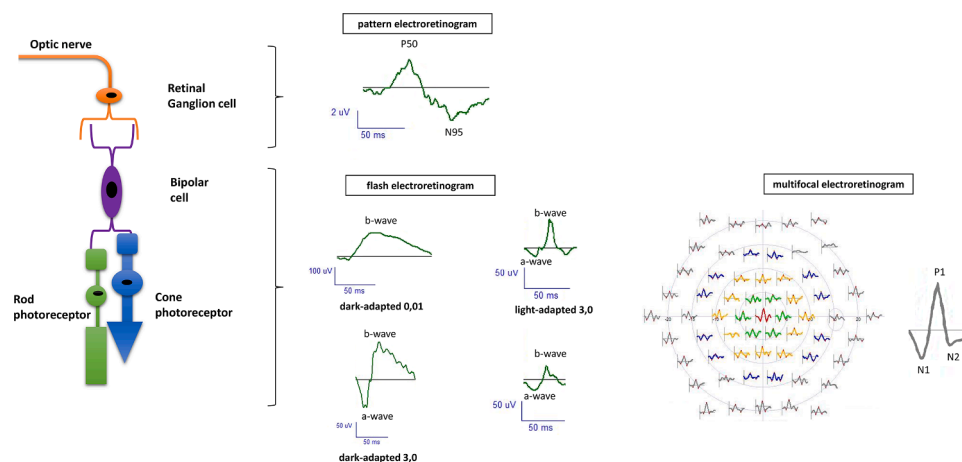 pattern electroretinogram
Optic nerve
P50
Retinal
Ganglion cell
2 uV
50 ms
N95
Bipolar
cell
flash electroretinogram
multifocal electroretinogram
b-wave
b-wave
a-wave
100 uV
50 ms
50 uV
50 ms
dark-adapted 0,01
light-adapted 3,0
Rod
photoreceptor
Cone
photoreceptor
P1
N1
N2
b-wave
b-wave
a-wave
a-wave
50 uV
50 ms
50 uV
50 ms
dark-adapted 3,0
-20
20